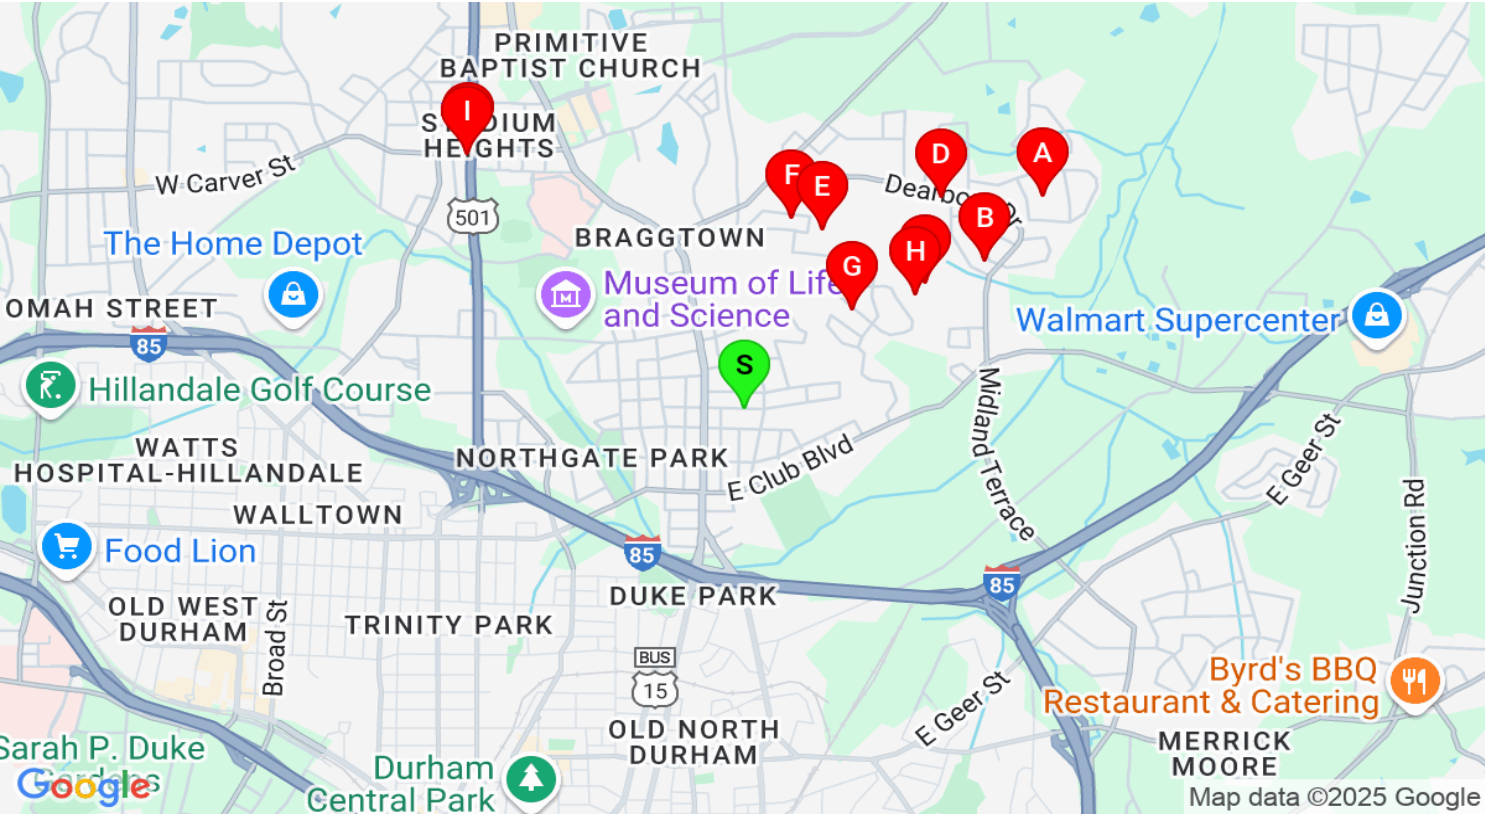 PRIMITIVE
BAPTIST CHURCH
I
HEIGHTS
W Carver St
501
D
A
F
E
B
Dearborn Dr
H
G
BRAGGTOWN
The Home Depot
Museum of Life
and Science
OMAH STREET
85
Walmart Supercenter
S
Hillandale Golf Course
WATTS
HOSPITAL-HILLANDALE
NORTHGATE PARK
E Club Blvd
Midland Terrace
E Geer St
Junction Rd
WALLTOWN
Food Lion
85
85
DUKE PARK
OLD WEST
DURHAM
Broad St
TRINITY PARK
BUS
15
E Geer St
Byrd's BBQ
Restaurant & Catering
OLD NORTH
DURHAM
MERRICK
MOORE
Sarah P. Duke
Gardens
Google
Durham
Central Park
Map data ©2025 Google